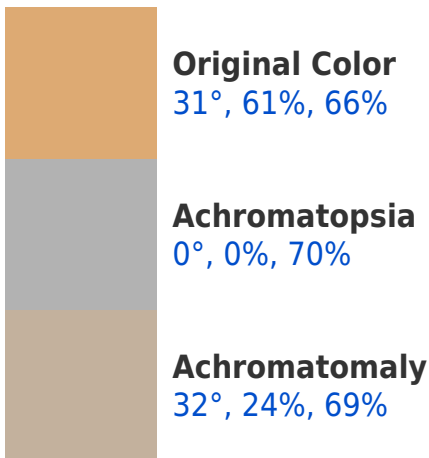 Original Color
31°, 61%, 66%
Achromatopsia
0°, 0%, 70%
Achromatomaly
32°, 24%, 69%